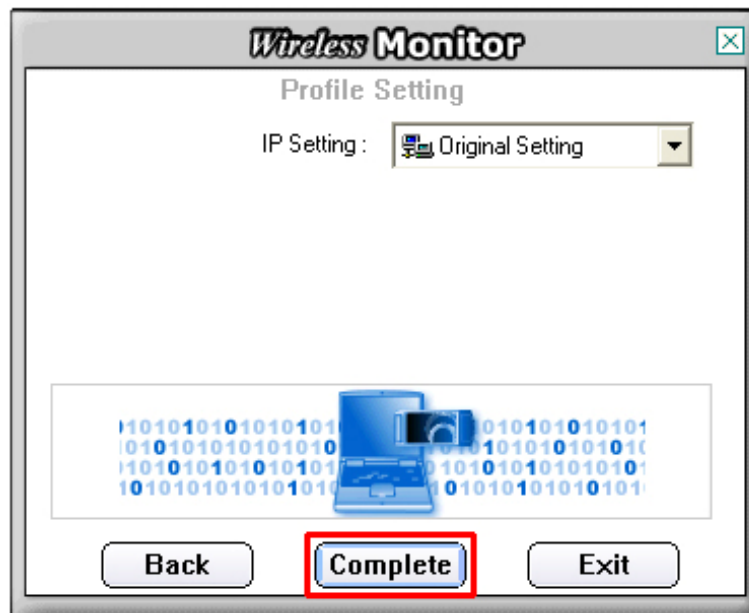 Wireless Monitor
Profile Setting
IP Setting : Original Setting
Back Complete Exit